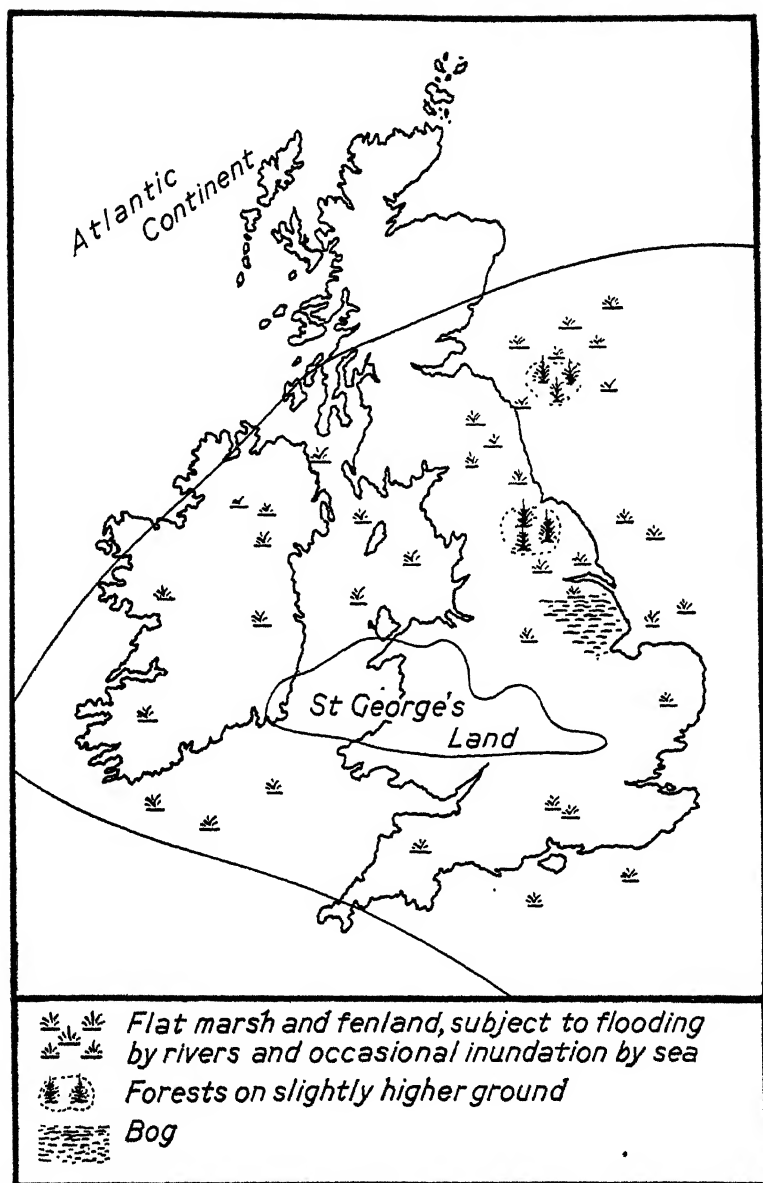 Atlantic
Continent
St George's
Land
Flat marsh and fenland, subject to flooding
by rivers and occasional inundation by sea
Forests on slightly higher ground
Bog